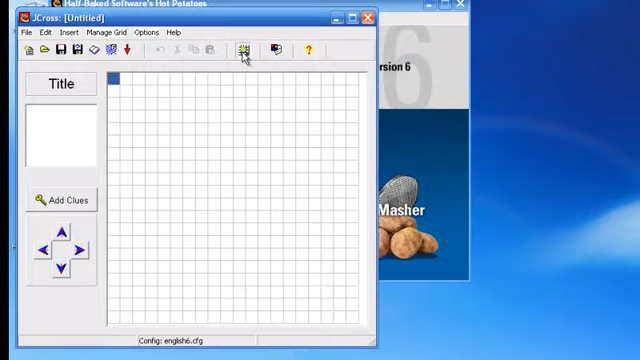 Half-Baked Software's Hot Potatoes
JCross: [Untitled]
File Edit Insert Manage Grid Options Help
6
ersion 6
Title
Add Clues
Masher
Config: english6.cfg